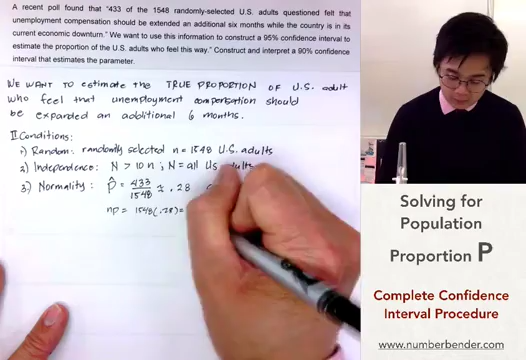 A recent poll found that "433 of the 1548 randomly-selected U.S. adults questioned felt that
unemployment compensation should be extended an additional six months while the country is in its
current economic downturn." We want to use this information to construct a 95% confidence interval to
estimate the proportion of the U.S. adults who feel this way." Construct and interpret a 90% confidence
interval that estimates the parameter.
WE WANT TO estimate THE TRUE PROPORTION OF U.S. adult
who feel that unemployment compensation should
be expanded an additional 6 months.
II Conditions:
1) Random: randomly selected n = 1548 U.S. adults
2) Independence: N > 10n ; N = all US adults
3) Normality: p̂ = 433/1548 ≈ .28
np = 1548(.28) =
Solving for
Population
Proportion P
Complete Confidence
Interval Procedure
www.numberbender.com